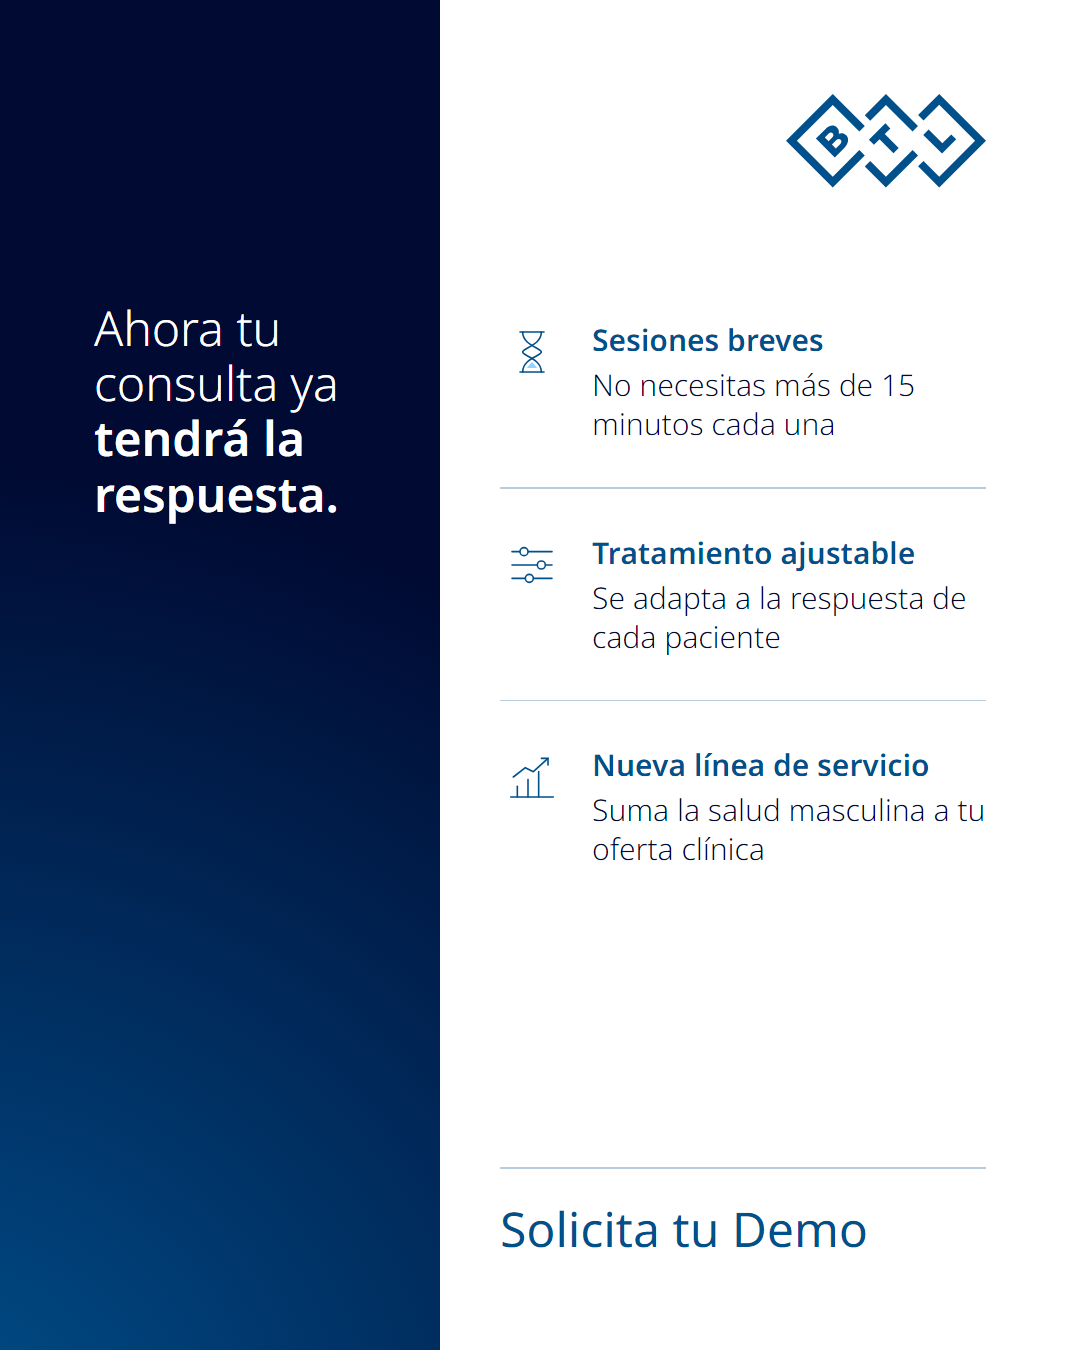 BTL
Ahora tu
consulta ya
tendrá la
respuesta.
Sesiones breves
No necesitas más de 15
minutos cada una
Tratamiento ajustable
Se adapta a la respuesta de
cada paciente
Nueva línea de servicio
Suma la salud masculina a tu
oferta clínica
Solicita tu Demo